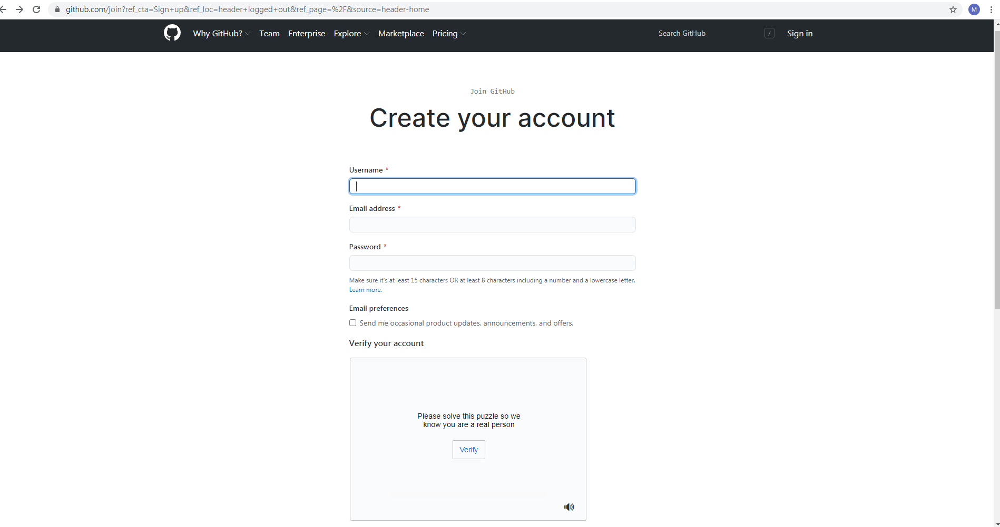 github.com/join?ref_cta=Sign+up&ref_loc=header+logged+out&ref_page=%2F&source=header-home
M
Why GitHub? Team Enterprise Explore Marketplace Pricing Search GitHub / Sign in
Join GitHub
Create your account
Username *
Email address *
Password *
Make sure it's at least 15 characters OR at least 8 characters including a number and a lowercase letter.
Learn more.
Email preferences
Send me occasional product updates, announcements, and offers.
Verify your account
Please solve this puzzle so we
know you are a real person
Verify